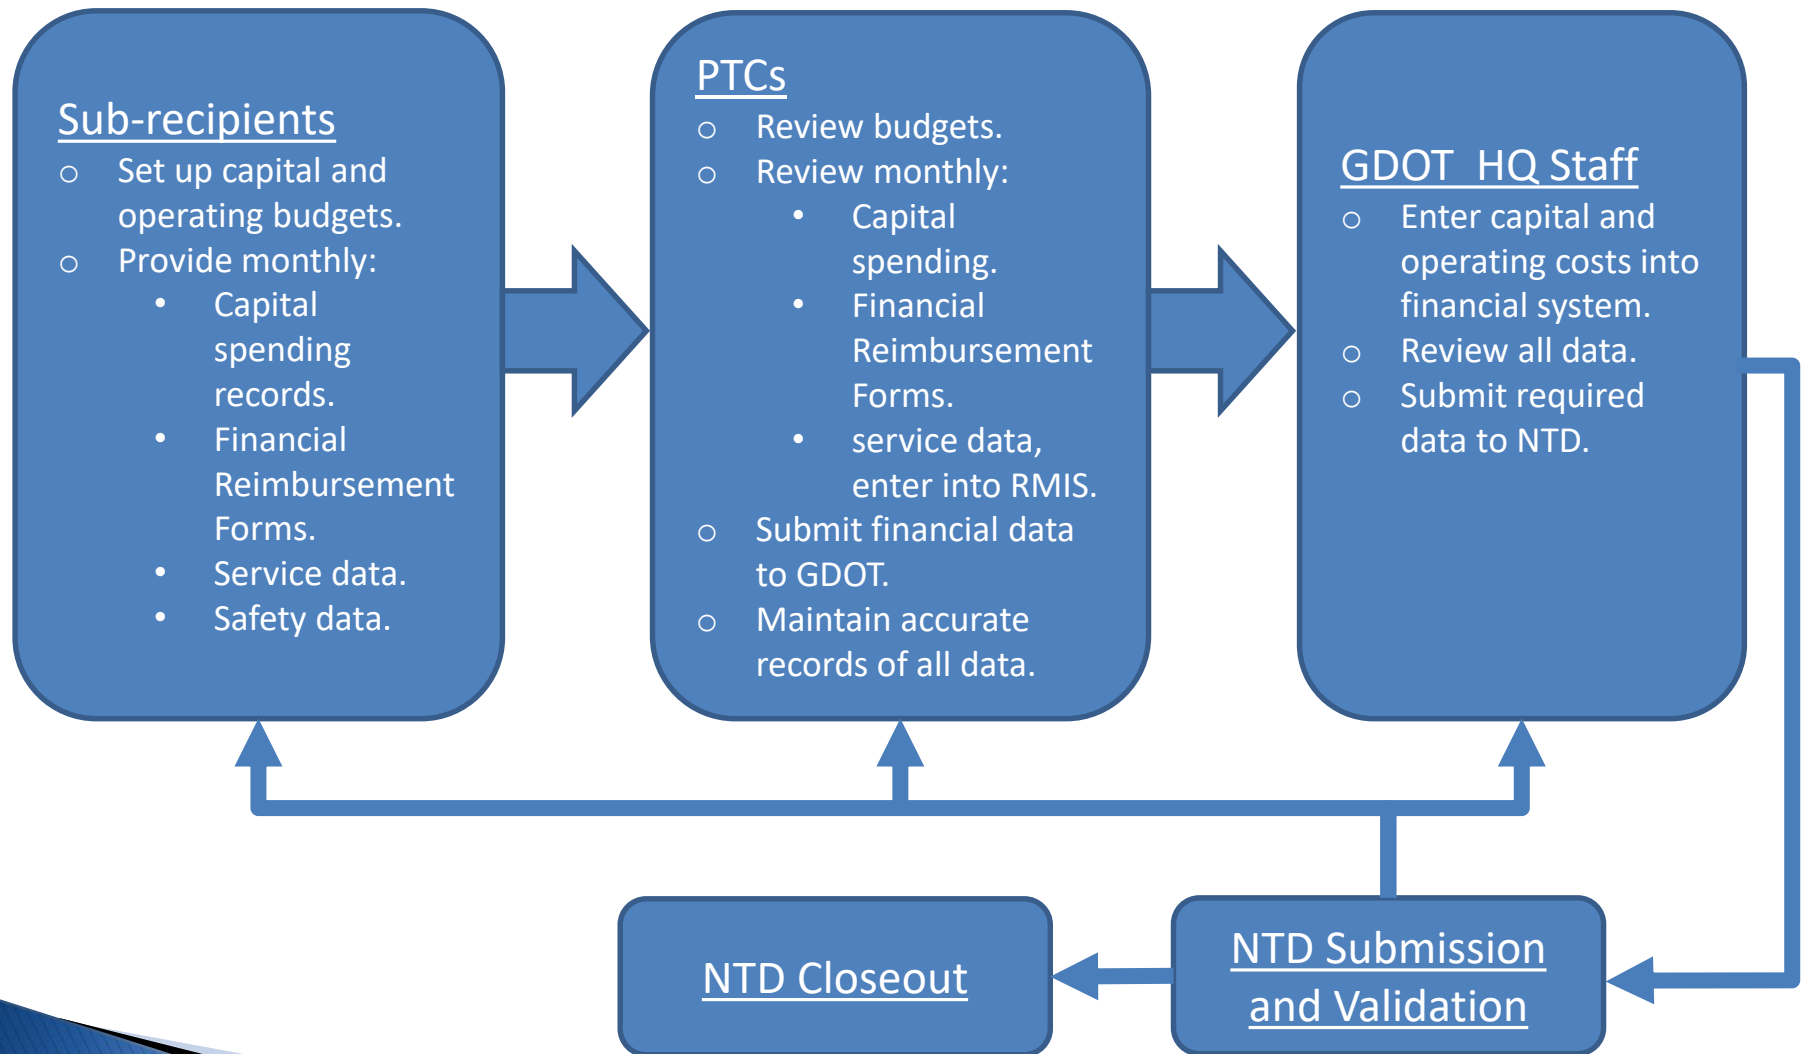 Sub-recipients
o Set up capital and
operating budgets.
o Provide monthly:
• Capital
spending
records.
• Financial
Reimbursement
Forms.
• Service data.
• Safety data.
PTCs
o Review budgets.
o Review monthly:
• Capital
spending.
• Financial
Reimbursement
Forms.
• service data,
enter into RMIS.
o Submit financial data
to GDOT.
o Maintain accurate
records of all data.
GDOT HQ Staff
o Enter capital and
operating costs into
financial system.
o Review all data.
o Submit required
data to NTD.
NTD Closeout
NTD Submission
and Validation